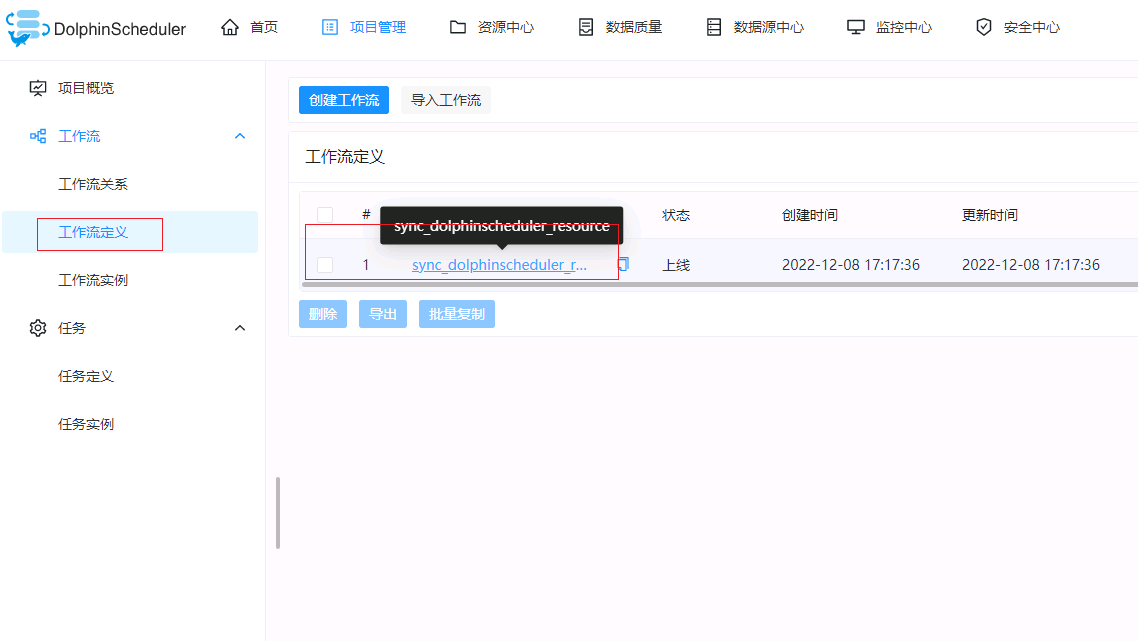 DolphinScheduler 首页 项目管理 资源中心 数据质量 数据源中心 监控中心 安全中心
项目概览
工作流
工作流关系
工作流定义
工作流实例
任务
任务定义
任务实例
创建工作流 导入工作流
工作流定义
# 状态 创建时间 更新时间
sync_dolphinscheduler_resource
1 sync_dolphinscheduler_r... 上线 2022-12-08 17:17:36 2022-12-08 17:17:36
删除 导出 批量复制